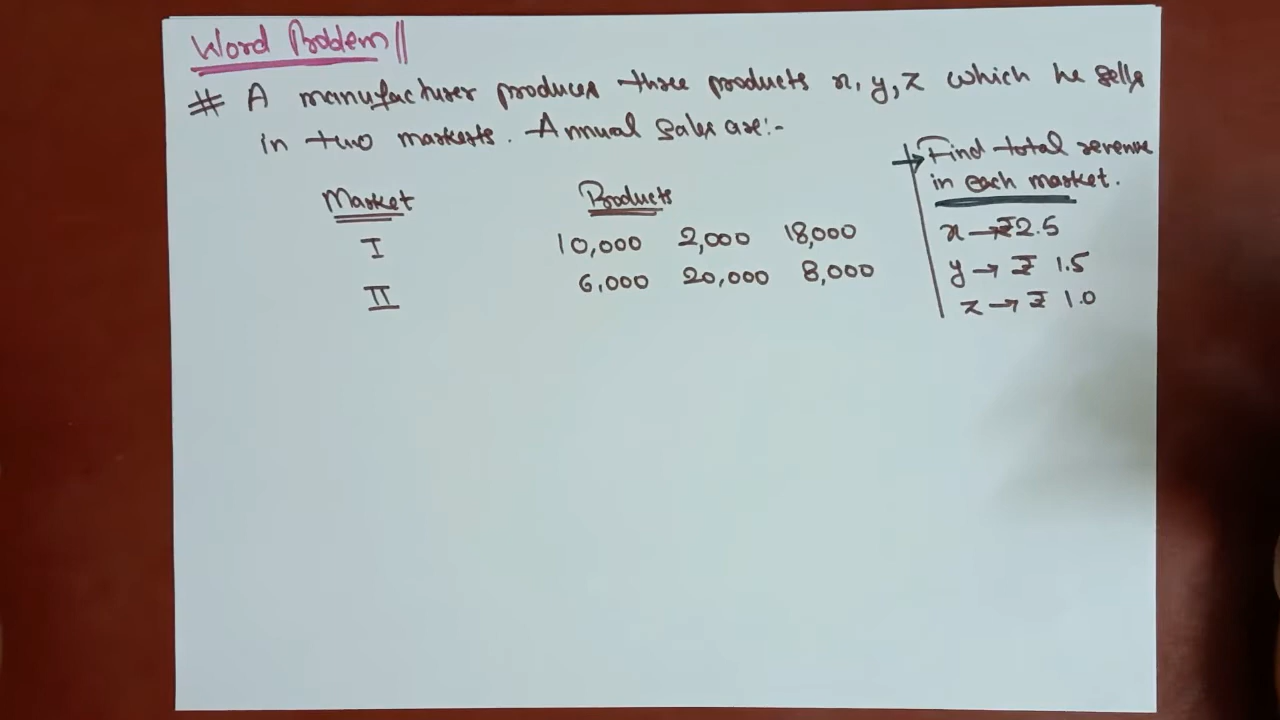 Word Problem ||
# A manufacturer produces three products x, y, z which he sells
in two markets. Annual sales are:-
→ Find total revenue
in each market.
x → ₹2.5
y → ₹ 1.5
z → ₹ 1.0
Market Products
I 10,000 2,000 18,000
II 6,000 20,000 8,000